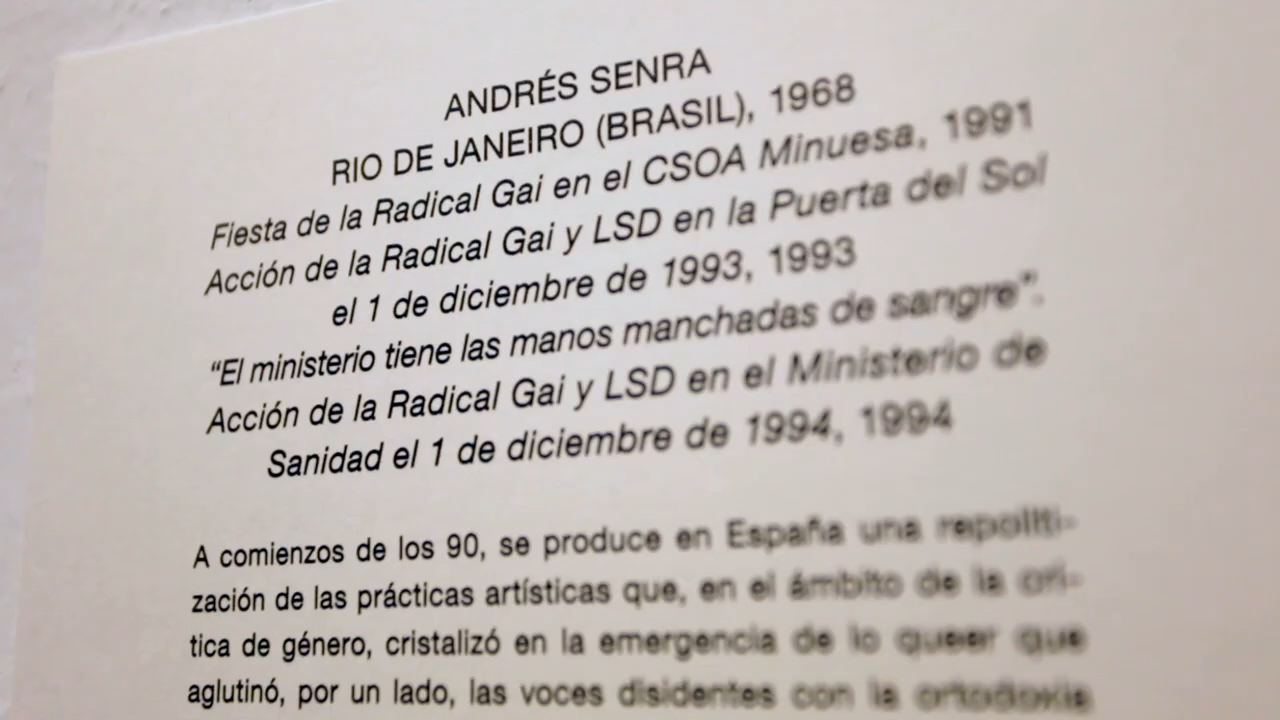 ANDRÉS SENRA
RIO DE JANEIRO (BRASIL), 1968
Fiesta de la Radical Gai en el CSOA Minuesa, 1991
Acción de la Radical Gai y LSD en la Puerta del Sol
el 1 de diciembre de 1993, 1993
“El ministerio tiene las manos manchadas de sangre”.
Acción de la Radical Gai y LSD en el Ministerio de
Sanidad el 1 de diciembre de 1994, 1994
A comienzos de los 90, se produce en España una repoliti-
zación de las prácticas artísticas que, en el ámbito de la crí-
tica de género, cristalizó en la emergencia de lo queer que
aglutinó, por un lado, las voces disidentes con la ortodoxia